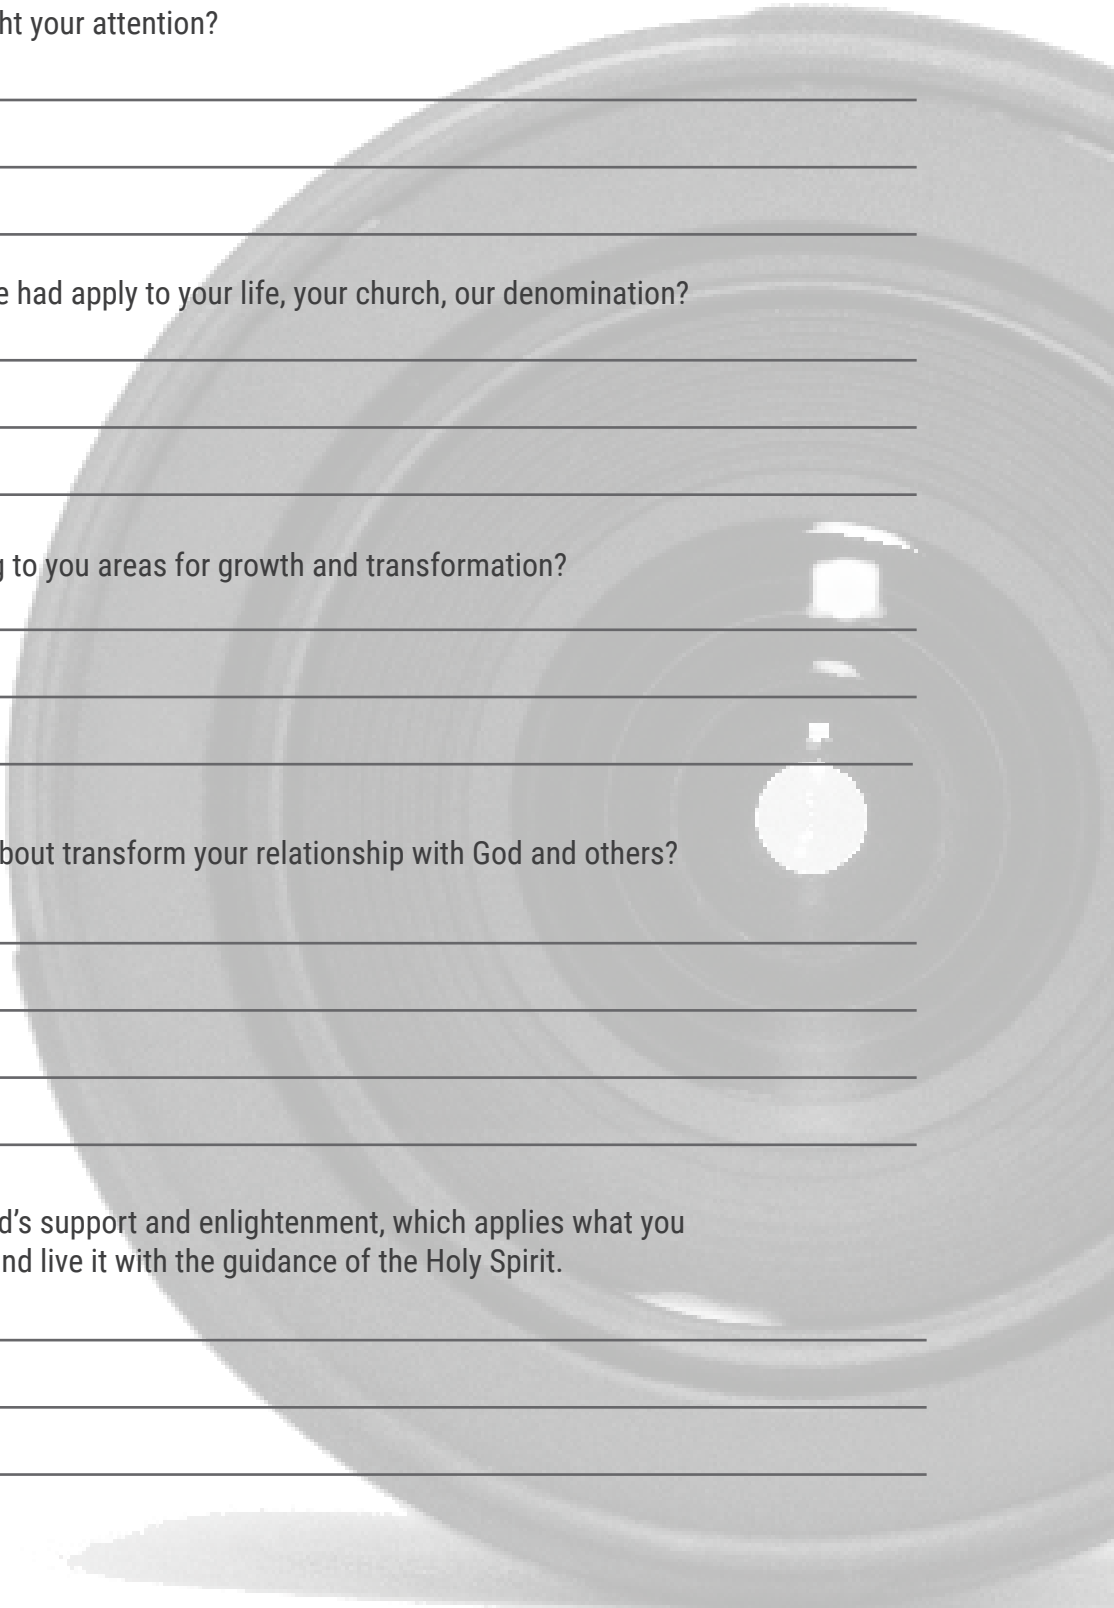 ht your attention?
e had apply to your life, your church, our denomination?
g to you areas for growth and transformation?
bout transform your relationship with God and others?
d’s support and enlightenment, which applies what you
nd live it with the guidance of the Holy Spirit.